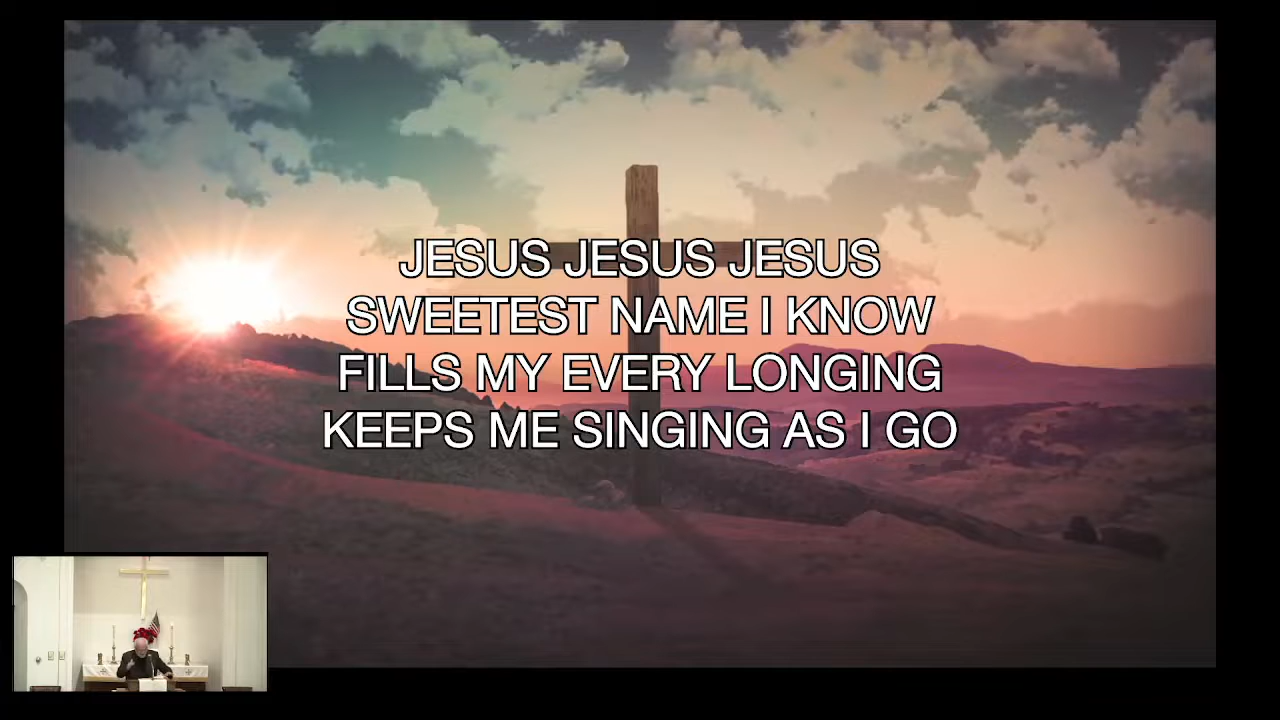 JESUS JESUS JESUS
SWEETEST NAME I KNOW
FILLS MY EVERY LONGING
KEEPS ME SINGING AS I GO